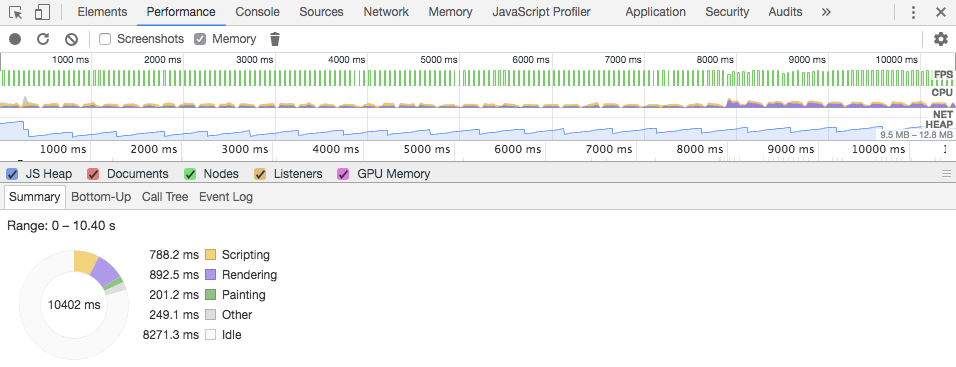 Elements Performance Console Sources Network Memory JavaScript Profiler Application Security Audits »
Screenshots Memory
1000 ms 2000 ms 3000 ms 4000 ms 5000 ms 6000 ms 7000 ms 8000 ms 9000 ms 10000 ms
FPS
CPU
NET
HEAP
9.5 MB – 12.8 MB
1000 ms 2000 ms 3000 ms 4000 ms 5000 ms 6000 ms 7000 ms 8000 ms 9000 ms 10000 ms
JS Heap Documents Nodes Listeners GPU Memory
Summary Bottom-Up Call Tree Event Log
Range: 0 – 10.40 s
788.2 ms Scripting
892.5 ms Rendering
10402 ms 201.2 ms Painting
249.1 ms Other
8271.3 ms Idle